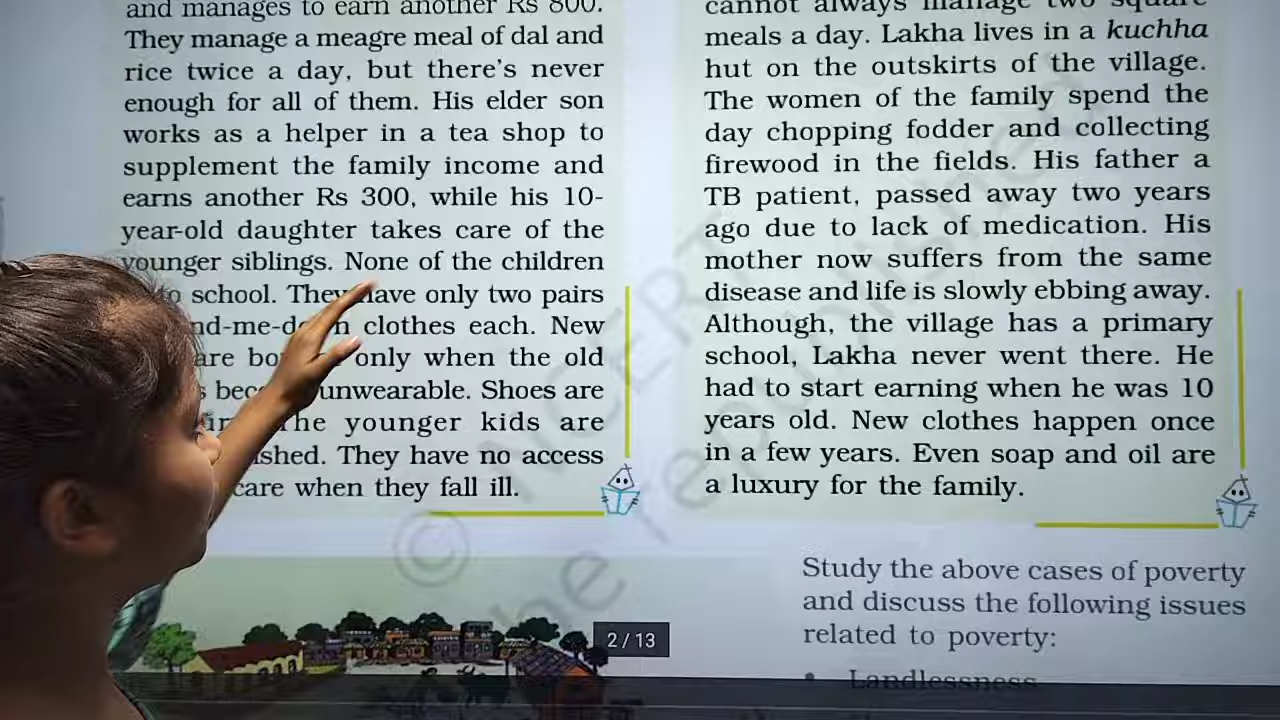 and manages to earn another Rs 800.
They manage a meagre meal of dal and
rice twice a day, but there's never
enough for all of them. His elder son
works as a helper in a tea shop to
supplement the family income and
earns another Rs 300, while his 10-
year-old daughter takes care of the
younger siblings. None of the children
school. They have only two pairs
clothes each. New
are only when the old
unwearable. Shoes are
The younger kids are
They have no access
care when they fall ill.
cannot always manage two square
meals a day. Lakha lives in a kuchha
hut on the outskirts of the village.
The women of the family spend the
day chopping fodder and collecting
firewood in the fields. His father a
TB patient, passed away two years
ago due to lack of medication. His
mother now suffers from the same
disease and life is slowly ebbing away.
Although, the village has a primary
school, Lakha never went there. He
had to start earning when he was 10
years old. New clothes happen once
in a few years. Even soap and oil are
a luxury for the family.
Study the above cases of poverty
and discuss the following issues
related to poverty:
• Landlessness
2 / 13
© NCERT
be republished